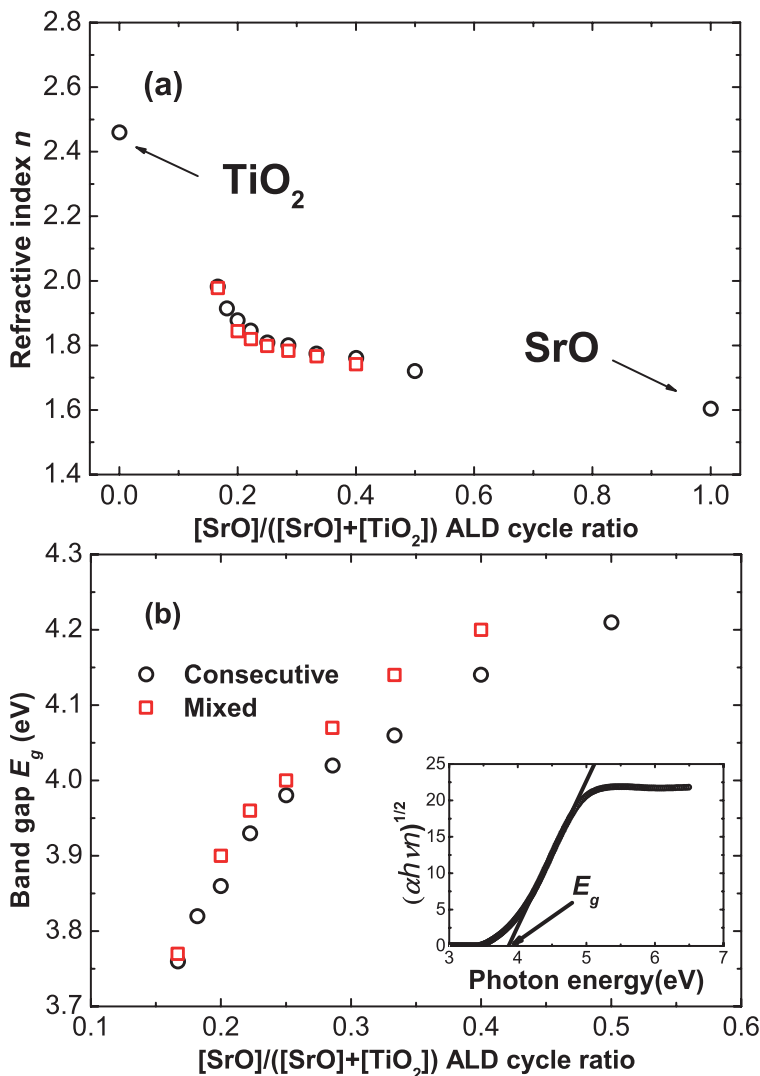 2.8
2.6
2.4
2.2
2.0
1.8
1.6
1.4
Refractive index n
(a)
TiO₂
SrO
0.0 0.2 0.4 0.6 0.8 1.0
[SrO]/([SrO]+[TiO₂]) ALD cycle ratio
4.3
4.2
4.1
4.0
3.9
3.8
3.7
Band gap E_g (eV)
(b)
Consecutive
Mixed
25
20
15
10
5
0
(αhνn)^1/2
E_g
3 4 5 6 7
Photon energy(eV)
0.1 0.2 0.3 0.4 0.5 0.6
[SrO]/([SrO]+[TiO₂]) ALD cycle ratio